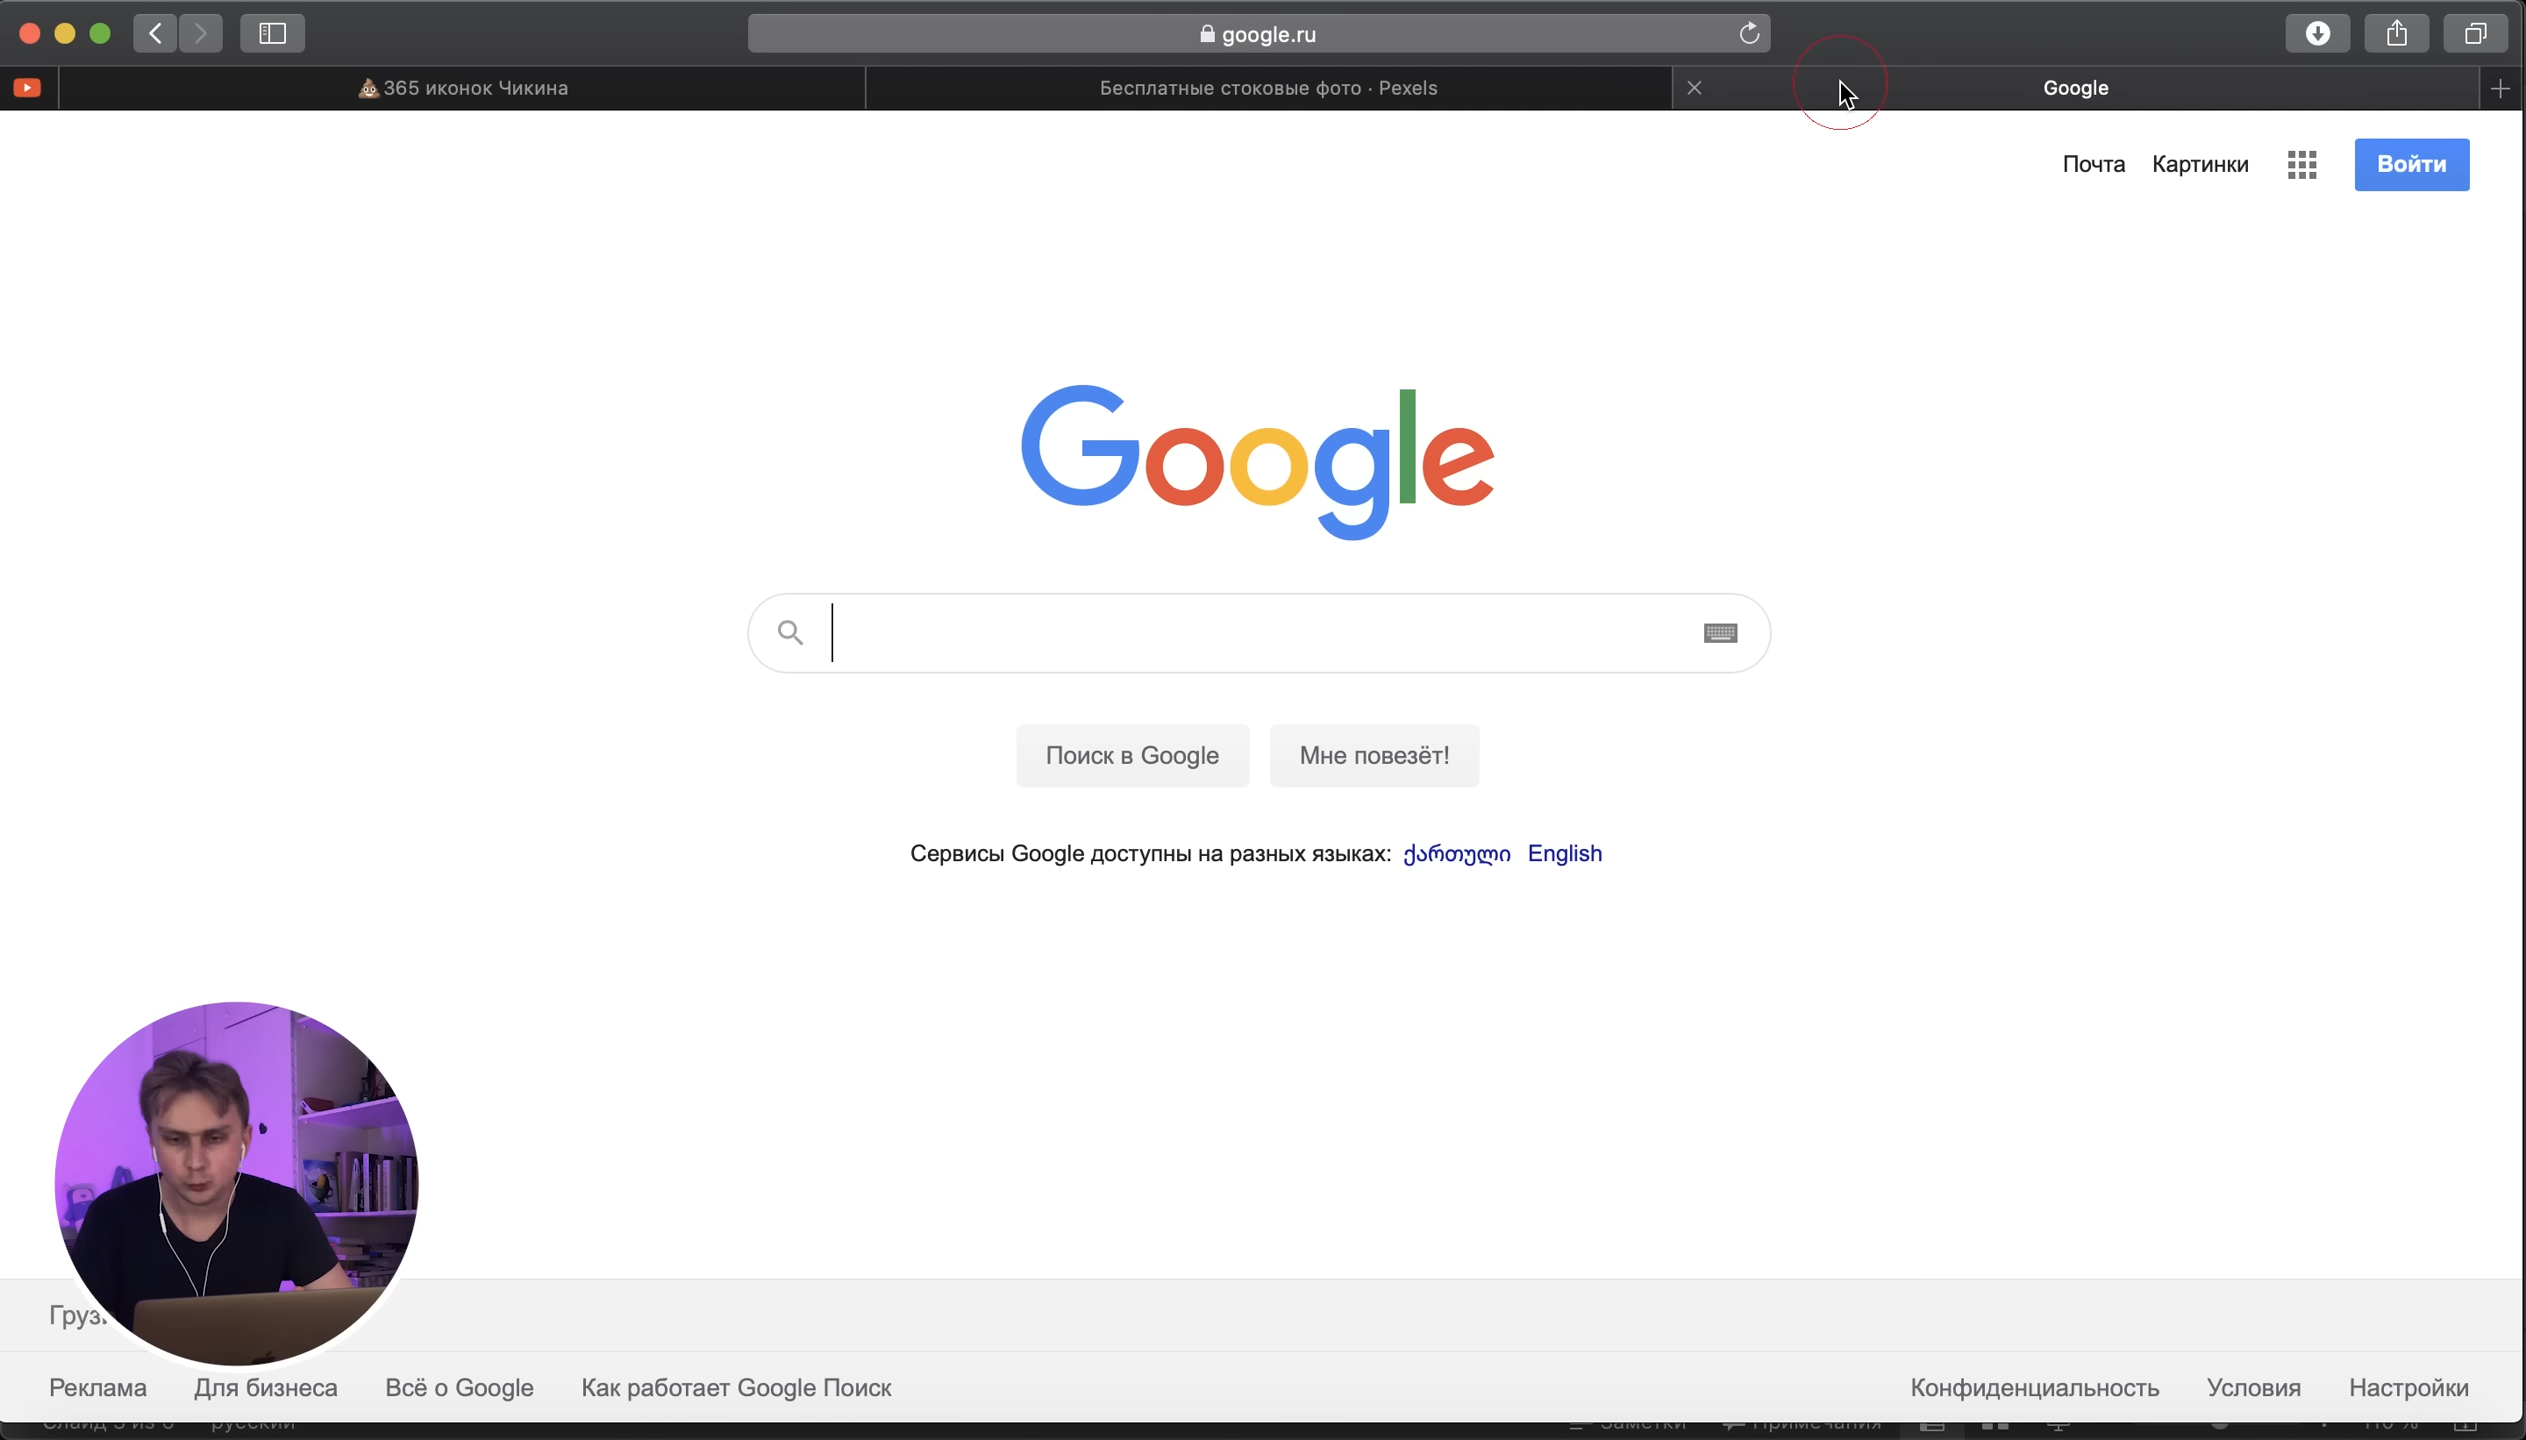 google.ru
365 иконок Чикина
Бесплатные стоковые фото · Pexels
Google
Почта Картинки
Войти
Google
Поиск в Google
Мне повезёт!
Сервисы Google доступны на разных языках: ქართული English
Реклама Для бизнеса Всё о Google Как работает Google Поиск
Конфиденциальность Условия Настройки